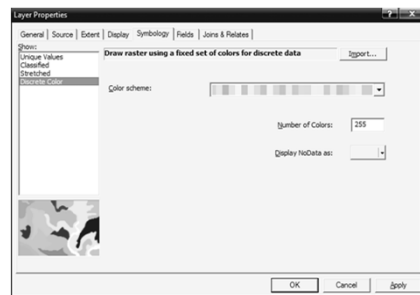 Layer Properties
General Source Extent Display Symbology Fields Joins & Relates
Show:
Unique Values
Classified
Stretched
Discrete Color
Draw raster using a fixed set of colors for discrete data
Import...
Color scheme:
Number of Colors: 255
Display NoData as:
OK Cancel Apply